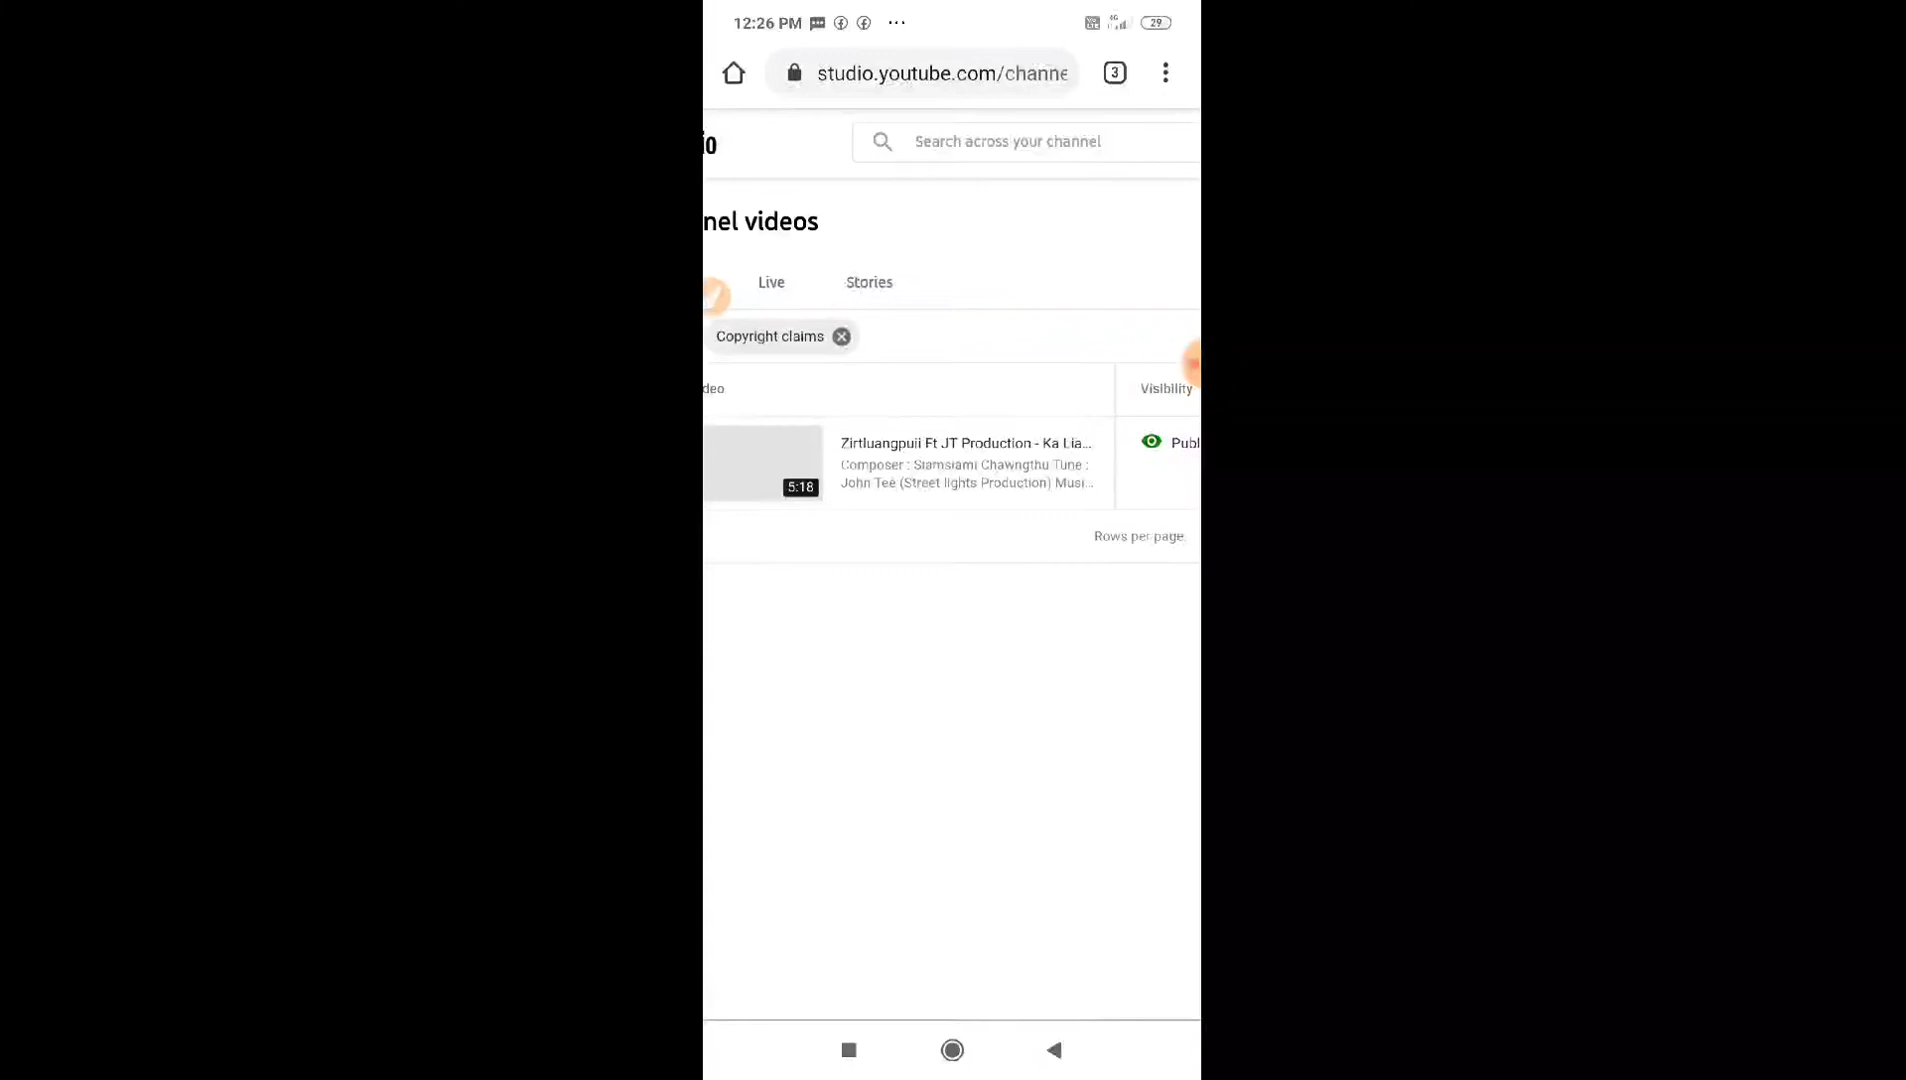 12:26 PM ...
29
studio.youtube.com/channe
3
io
Search across your channel
nel videos
Live Stories
Copyright claims
deo Visibility
Zirtluangpuii Ft JT Production - Ka Lia...
Publ
Composer : Siamsiami Chawngthu Tune :
John Tee (Street lights Production) Musi...
5:18
Rows per page: